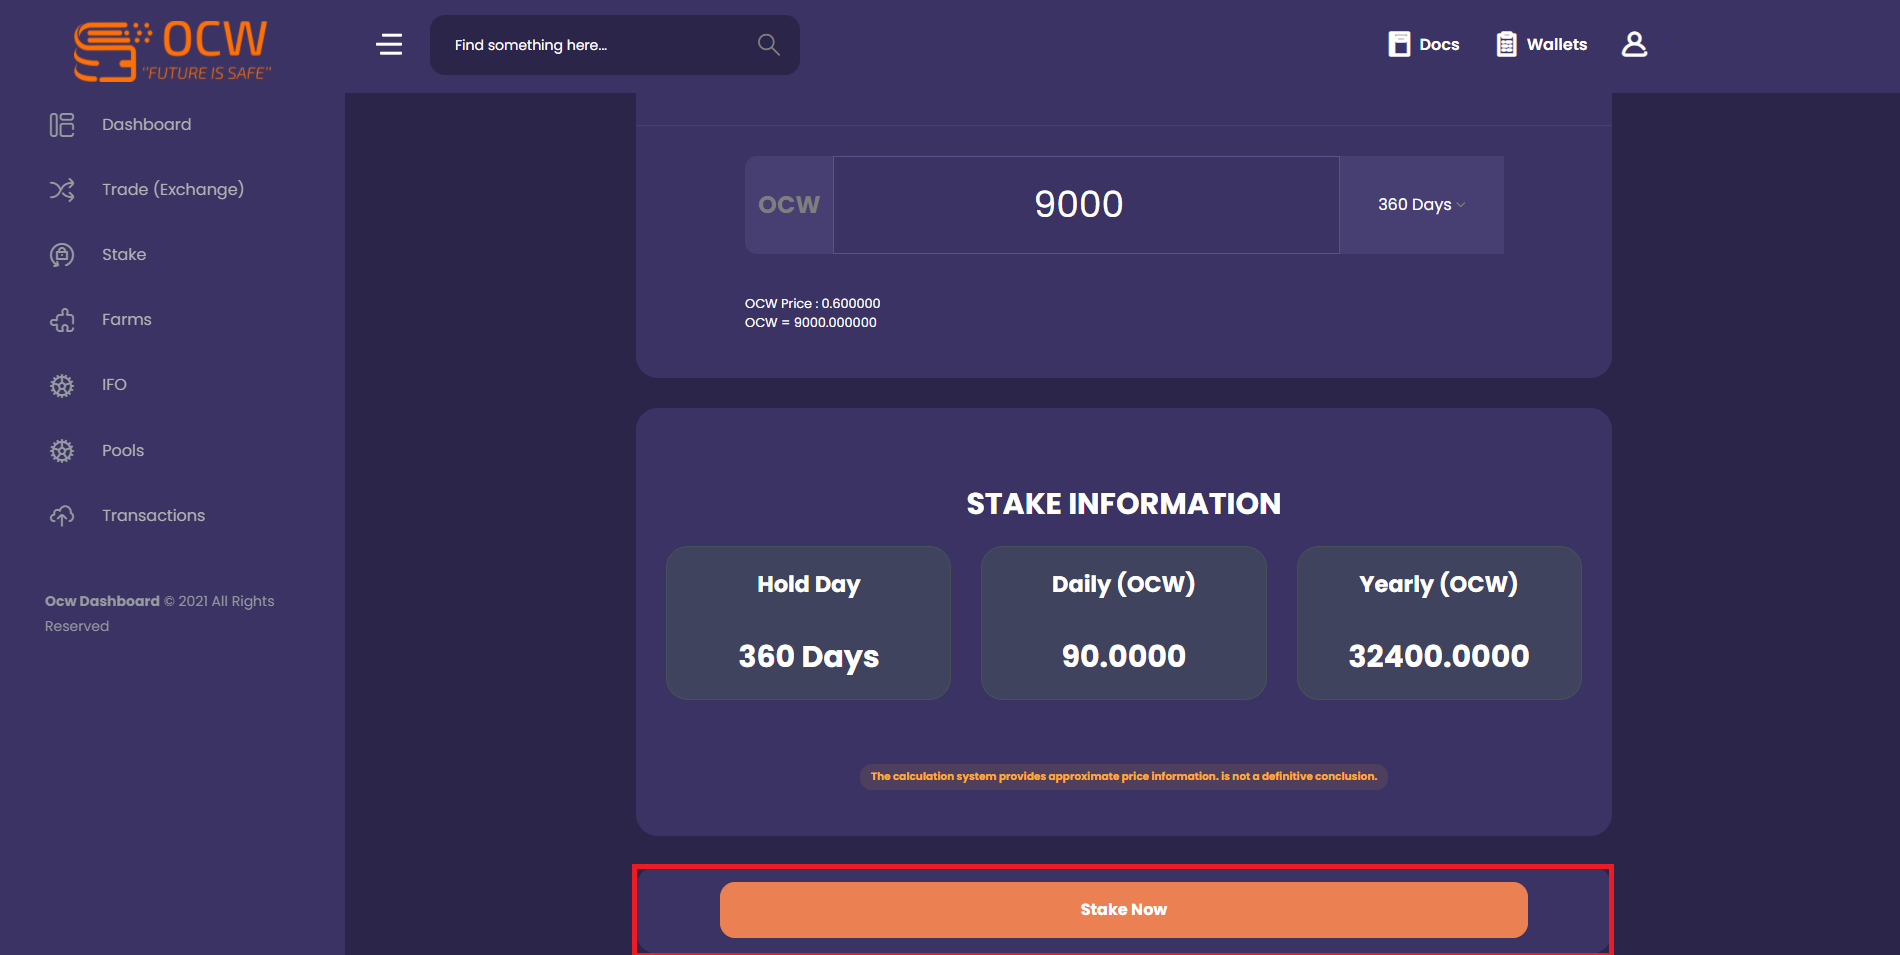 OCW
"FUTURE IS SAFE"
Find something here...
Docs
Wallets
Dashboard
Trade (Exchange)
Stake
Farms
IFO
Pools
Transactions
Ocw Dashboard © 2021 All Rights
Reserved
OCW
9000
360 Days
OCW Price : 0.600000
OCW = 9000.000000
STAKE INFORMATION
Hold Day
360 Days
Daily (OCW)
90.0000
Yearly (OCW)
32400.0000
The calculation system provides approximate price information. is not a definitive conclusion.
Stake Now